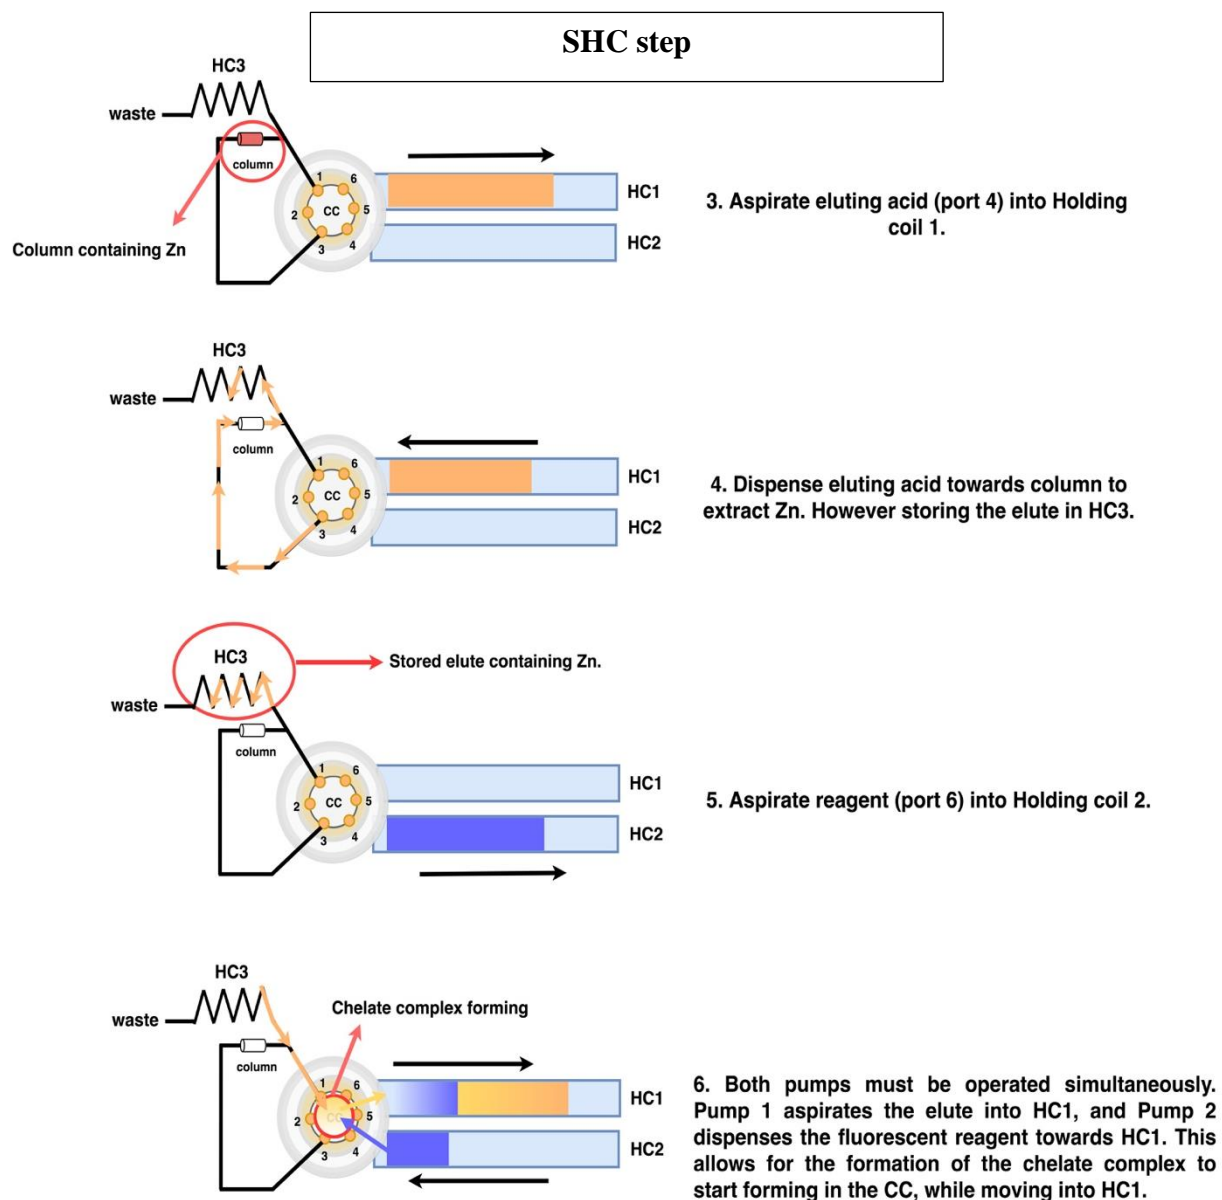 SHC step
HC3
waste
column
1
6
2
CC
5
3
4
HC1
HC2
Column containing Zn
3. Aspirate eluting acid (port 4) into Holding
coil 1.
HC3
waste
column
1
6
2
CC
5
3
4
HC1
HC2
4. Dispense eluting acid towards column to
extract Zn. However storing the elute in HC3.
HC3
Stored elute containing Zn.
waste
column
1
6
2
CC
5
3
4
HC1
HC2
5. Aspirate reagent (port 6) into Holding coil 2.
HC3
Chelate complex forming
waste
column
1
6
2
CC
5
3
4
HC1
HC2
6. Both pumps must be operated simultaneously.
Pump 1 aspirates the elute into HC1, and Pump 2
dispenses the fluorescent reagent towards HC1. This
allows for the formation of the chelate complex to
start forming in the CC, while moving into HC1.